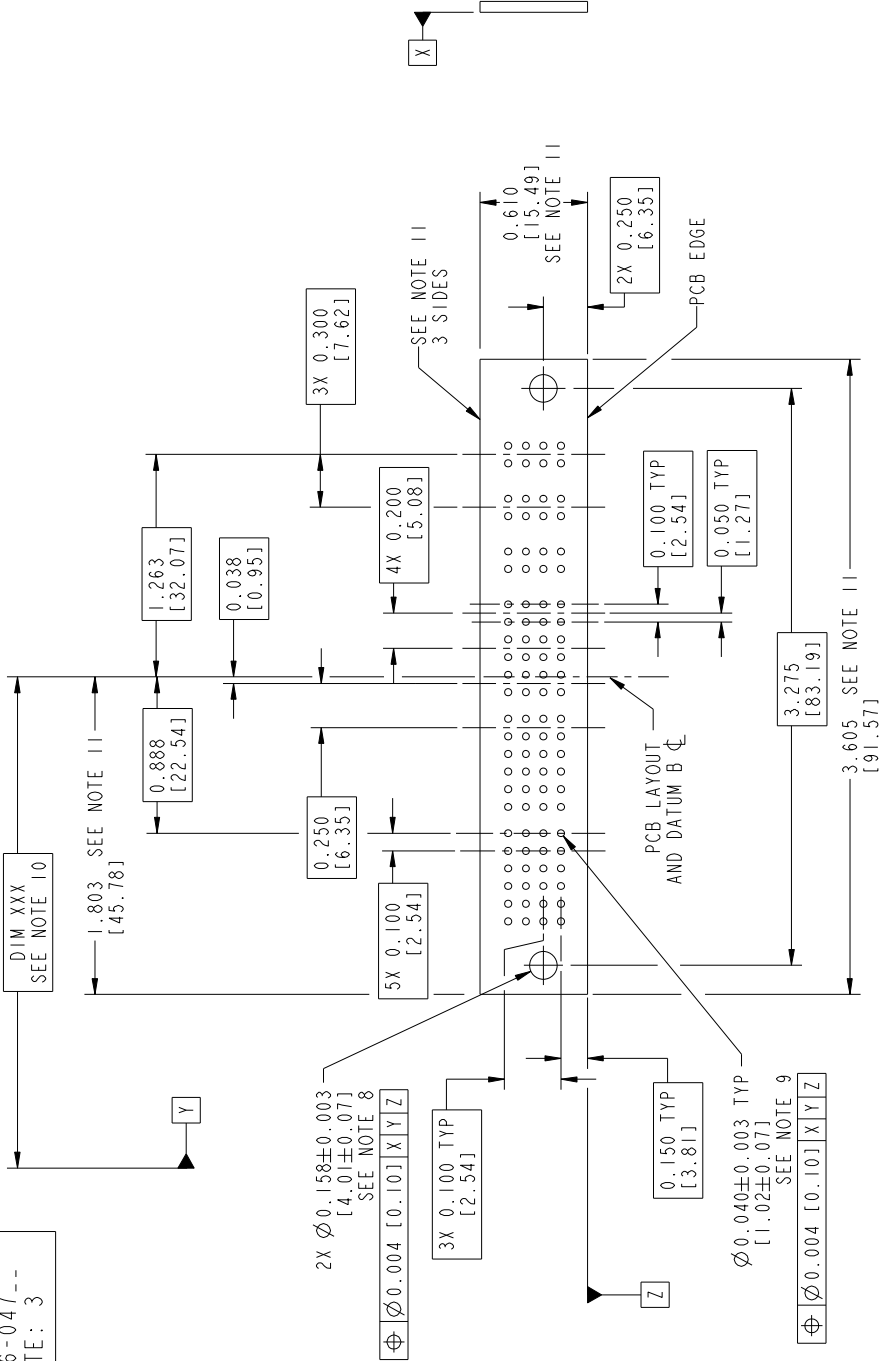 X
0.610
[15.49]
SEE NOTE 11
2X 0.250
[6.35]
PCB EDGE
SEE NOTE 11
3 SIDES
3X 0.300
[7.62]
4X 0.200
[5.08]
1.263
[32.07]
0.038
[0.95]
0.100 TYP
[2.54]
0.050 TYP
[1.27]
3.275
[83.19]
3.605 SEE NOTE 11
[91.57]
0.888
[22.54]
0.250
[6.35]
PCB LAYOUT
AND DATUM B
DIM XXX
SEE NOTE 10
1.803 SEE NOTE 11
[45.78]
5X 0.100
[2.54]
Y
2X Ø0.158±0.003
[4.01±0.07]
SEE NOTE 8
⌖ Ø0.004 [0.10] X Y Z
3X 0.100 TYP
[2.54]
0.150 TYP
[3.81]
Ø0.040±0.003 TYP
[1.02±0.07]
SEE NOTE 9
⌖ Ø0.004 [0.10] X Y Z
Z
6-047--
TE: 3